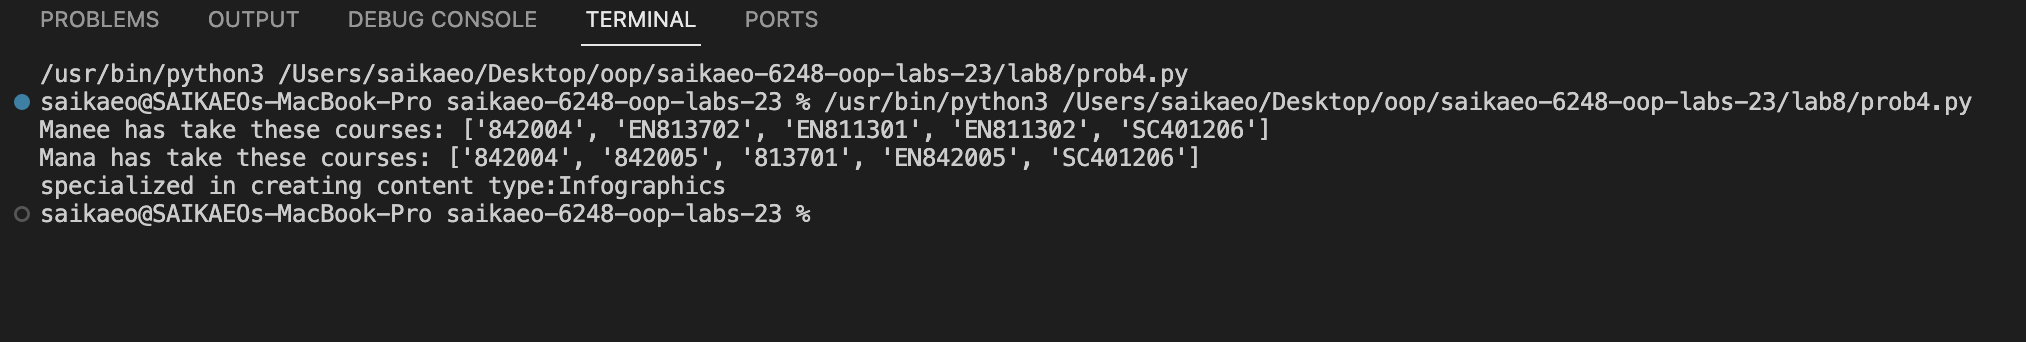 PROBLEMS OUTPUT DEBUG CONSOLE TERMINAL PORTS
/usr/bin/python3 /Users/saikaeo/Desktop/oop/saikaeo-6248-oop-labs-23/lab8/prob4.py
saikaeo@SAIKAEOs-MacBook-Pro saikaeo-6248-oop-labs-23 % /usr/bin/python3 /Users/saikaeo/Desktop/oop/saikaeo-6248-oop-labs-23/lab8/prob4.py
Manee has take these courses: ['842004', 'EN813702', 'EN811301', 'EN811302', 'SC401206']
Mana has take these courses: ['842004', '842005', '813701', 'EN842005', 'SC401206']
specialized in creating content type:Infographics
saikaeo@SAIKAEOs-MacBook-Pro saikaeo-6248-oop-labs-23 %